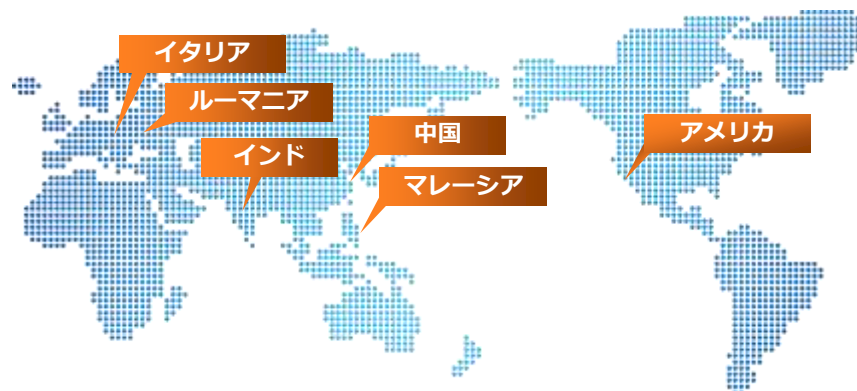 イタリア
ルーマニア
インド
中国
マレーシア
アメリカ